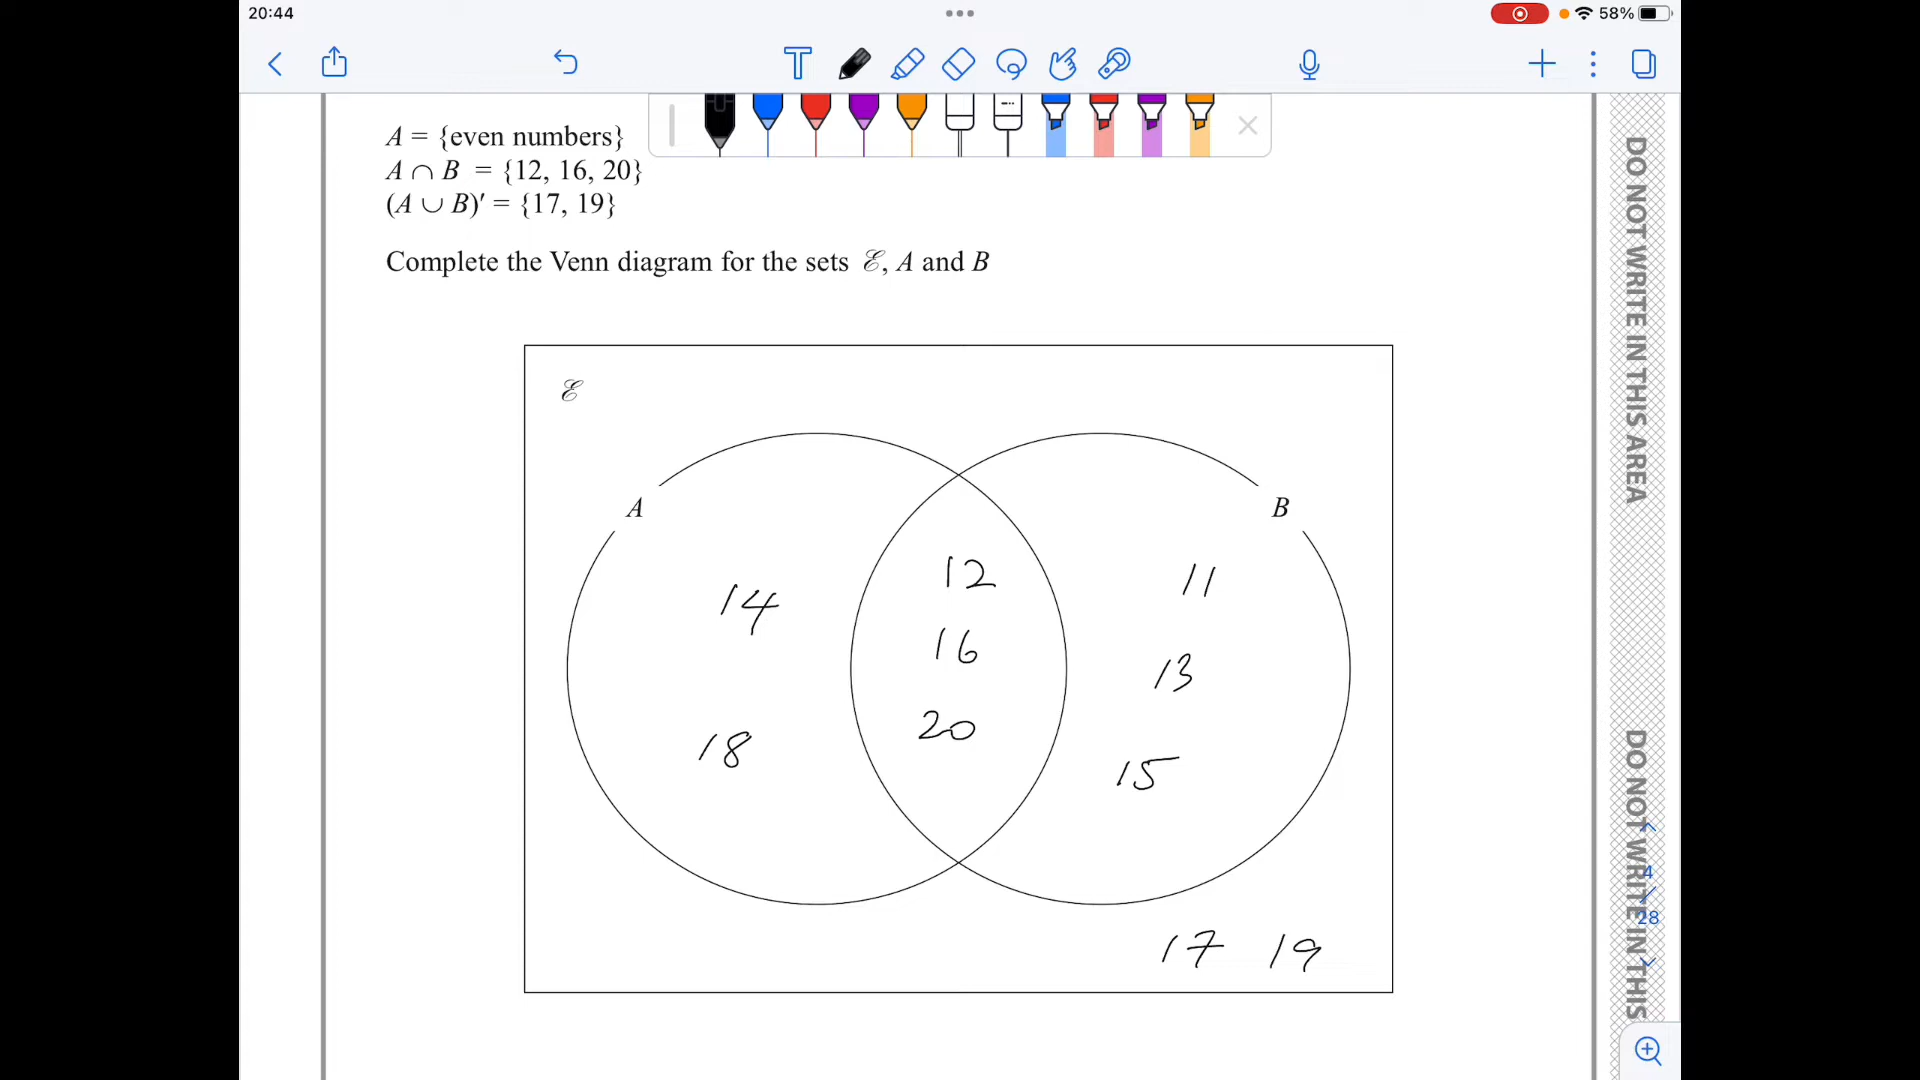 20:44
58%
A = {even numbers}
A ∩ B = {12, 16, 20}
(A ∪ B)′ = {17, 19}
Complete the Venn diagram for the sets ℰ, A and B
ℰ
A
B
14
18
12
16
20
11
13
15
17 19
DO NOT WRITE IN THIS AREA
DO NOT WRITE IN THIS
4
28